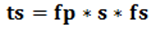 ts = fp * s * fs